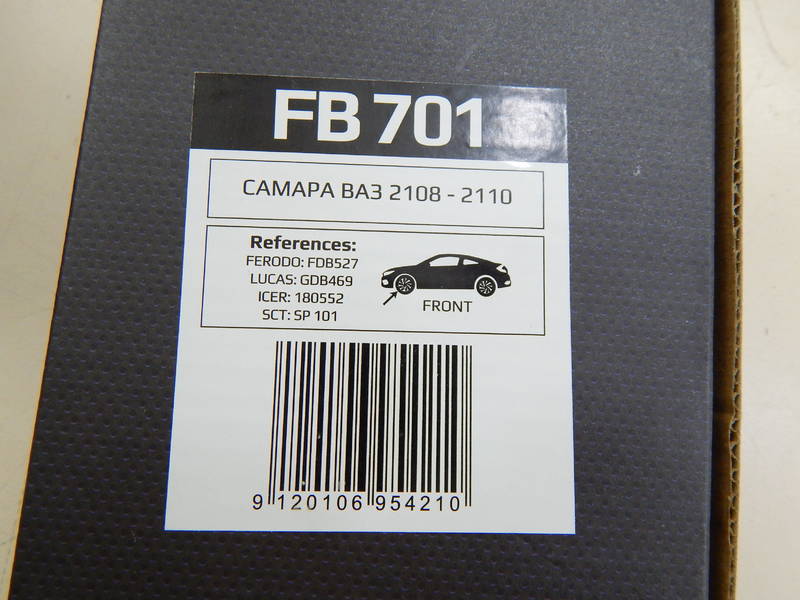 FB 701
САМАРА ВАЗ 2108 - 2110
References:
FERODO: FDB527
LUCAS: GDB469
ICER: 180552
SCT: SP 101
FRONT
9 120106 954210